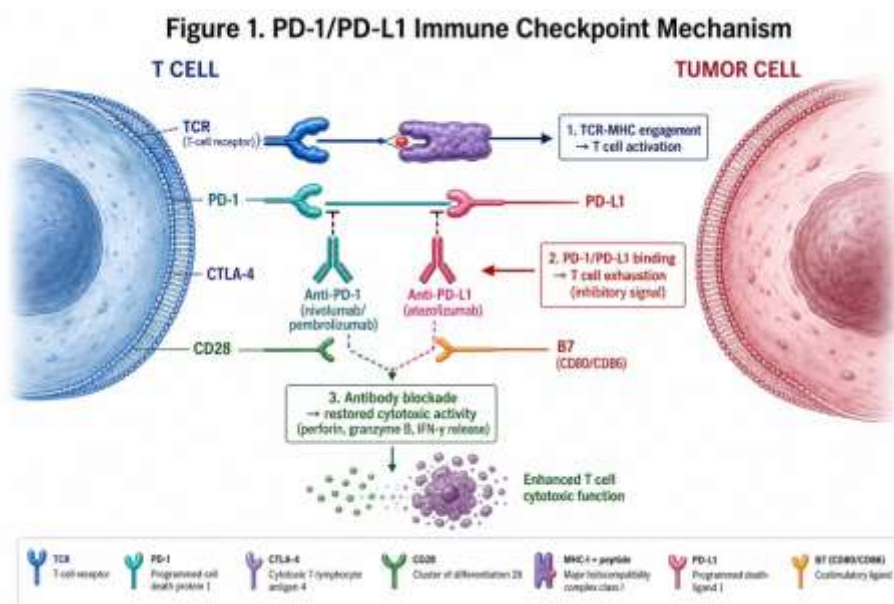 Figure 1. PD-1/PD-L1 Immune Checkpoint Mechanism
T CELL
TUMOR CELL
TCR
(T-cell receptor))
1. TCR-MHC engagement
→ T cell activation
PD-1
PD-L1
CTLA-4
2. PD-1/PD-L1 binding
→ T cell exhaustion
(inhibitory signal)
Anti-PD-1
(nivolumab/
pembrolizumab)
Anti-PD-L1
(atezolizumab)
CD28
B7
(CD80/CD86)
3. Antibody blockade
→ restored cytotoxic activity
(perforin, granzyme B, IFN-γ release)
Enhanced T cell
cytotoxic function
TCR
T-cell receptor
PD-1
Programmed cell
death protein 1
CTLA-4
Cytotoxic T-lymphocyte
antigen 4
CD28
Cluster of differentiation 28
MHC-I + peptide
Major histocompatibility
complex class I
PD-L1
Programmed death-
ligand 1
B7 (CD80/CD86)
Costimulatory ligand